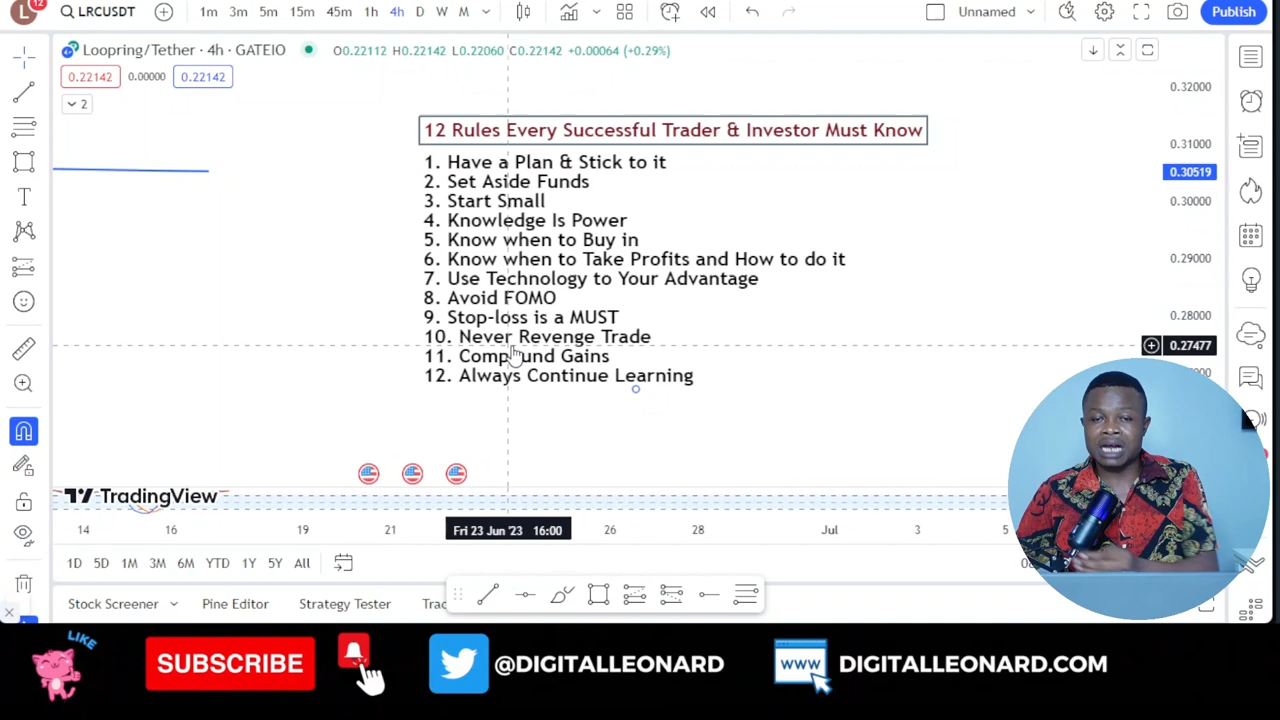 L 12 LRCUSDT 1m 3m 5m 15m 45m 1h 4h D W M Unnamed Publish
Loopring/Tether · 4h · GATEIO O0.22112 H0.22142 L0.22060 C0.22142 +0.00064 (+0.29%)
0.22142 0.00000 0.22142
2
0.32000
12 Rules Every Successful Trader & Investor Must Know
0.31000
1. Have a Plan & Stick to it
0.30519
2. Set Aside Funds
3. Start Small
0.30000
4. Knowledge Is Power
5. Know when to Buy in
6. Know when to Take Profits and How to do it
0.29000
7. Use Technology to Your Advantage
8. Avoid FOMO
9. Stop-loss is a MUST
0.28000
10. Never Revenge Trade
0.27477
11. Compound Gains
12. Always Continue Learning
TradingView
14 16 19 21 Fri 23 Jun '23 16:00 26 28 Jul 3 5
1D 5D 1M 3M 6M YTD 1Y 5Y All
Stock Screener Pine Editor Strategy Tester
LIKE
SUBSCRIBE @DIGITALLEONARD www DIGITALLEONARD.COM